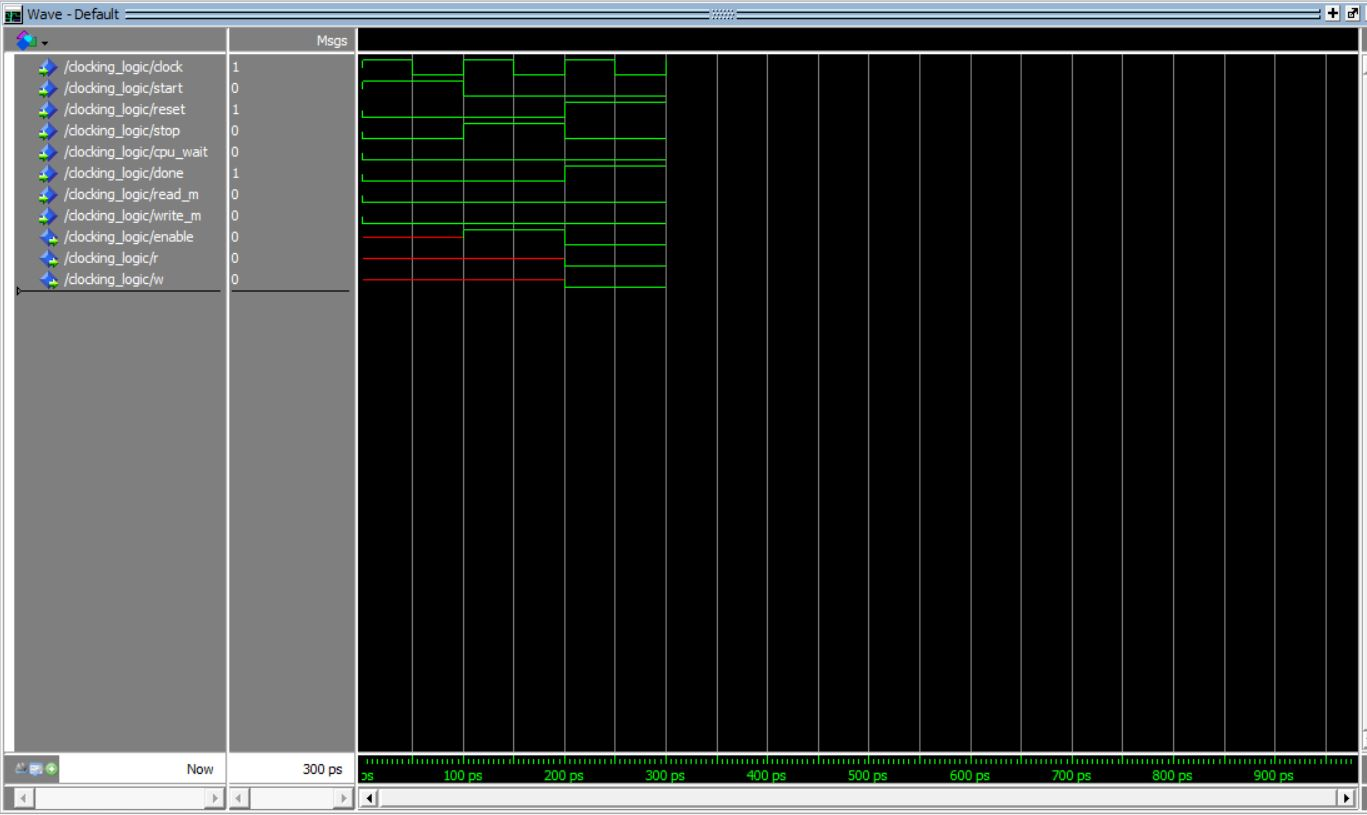 Wave - Default
Msgs
/clocking_logic/clock 1
/clocking_logic/start 0
/clocking_logic/reset 1
/clocking_logic/stop 0
/clocking_logic/cpu_wait 0
/clocking_logic/done 1
/clocking_logic/read_m 0
/clocking_logic/write_m 0
/clocking_logic/enable 0
/clocking_logic/r 0
/clocking_logic/w 0
Now 300 ps
ps 100 ps 200 ps 300 ps 400 ps 500 ps 600 ps 700 ps 800 ps 900 ps